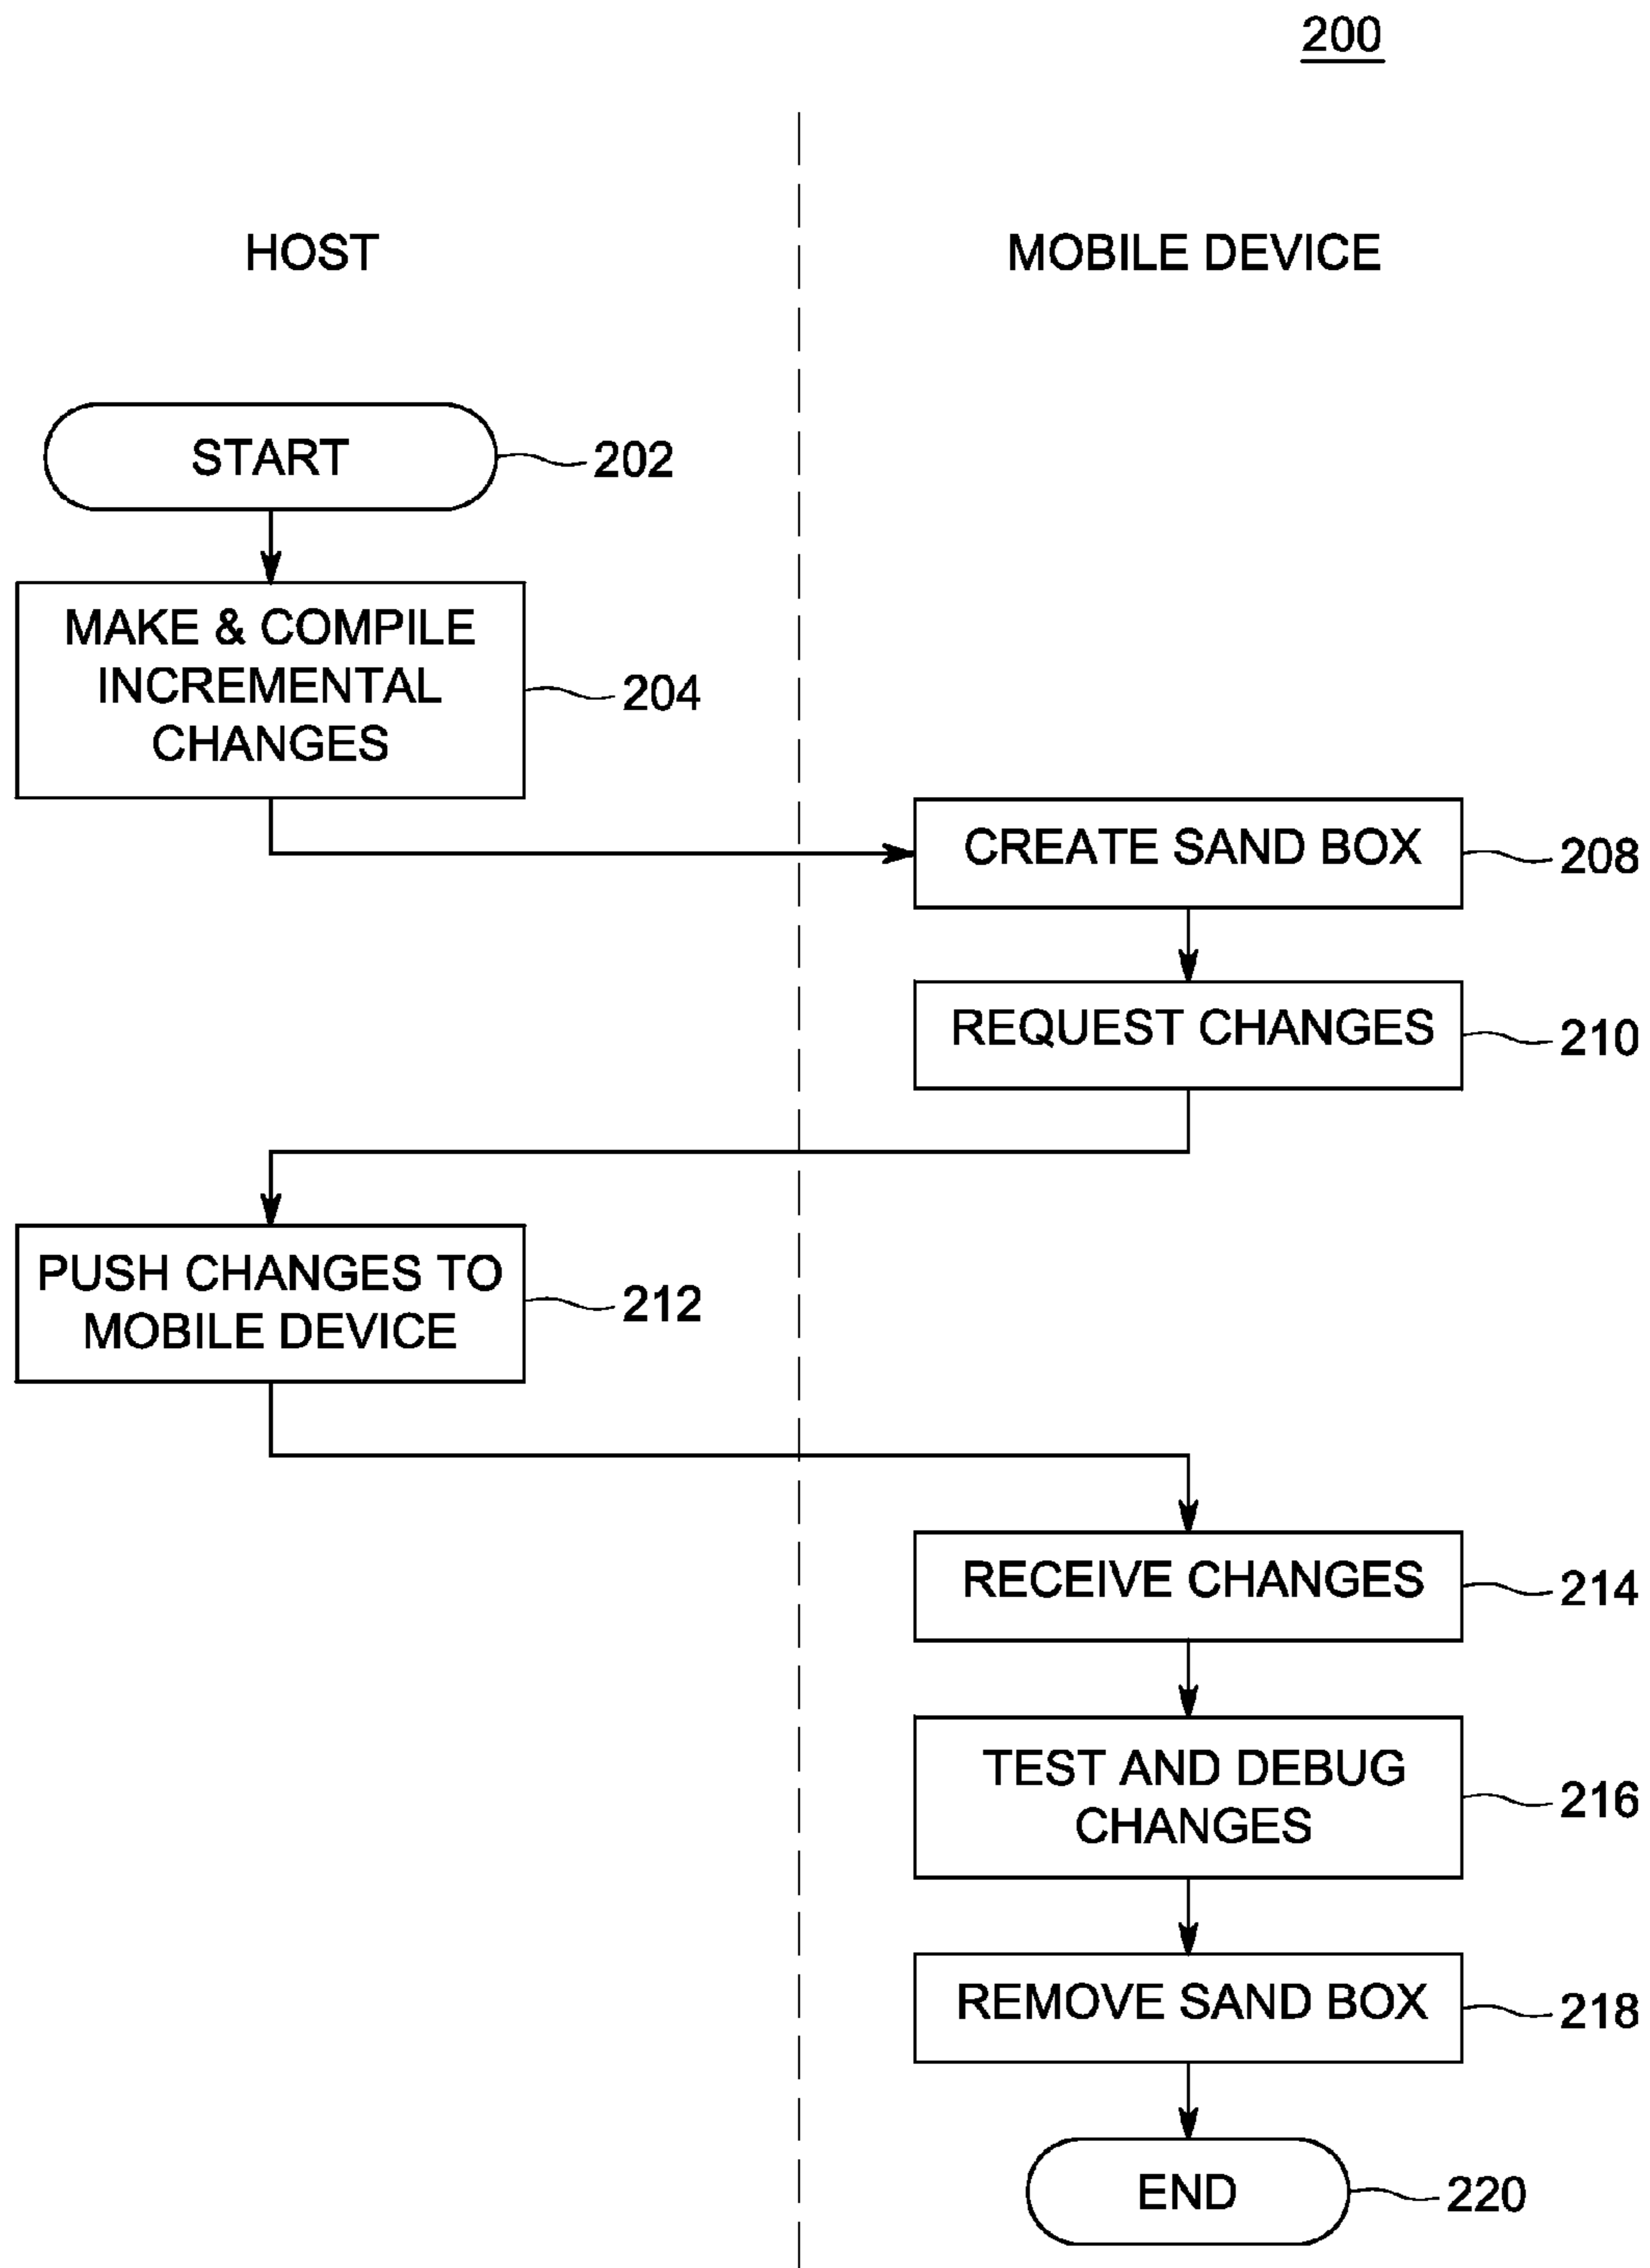 200
HOST
MOBILE DEVICE
START
202
MAKE & COMPILE
INCREMENTAL
CHANGES
204
CREATE SAND BOX
208
REQUEST CHANGES
210
PUSH CHANGES TO
MOBILE DEVICE
212
RECEIVE CHANGES
214
TEST AND DEBUG
CHANGES
216
REMOVE SAND BOX
218
END
220